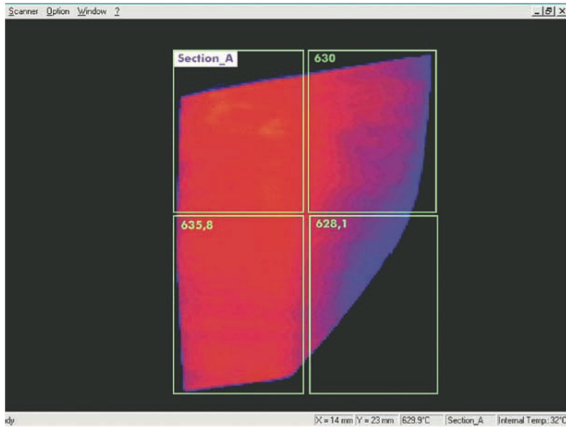 Scanner Option Window ?
Section_A
630
635,8
628,1
X = 14 mm Y = 23 mm 629.9°C Section_A Internal Temp.: 32°C